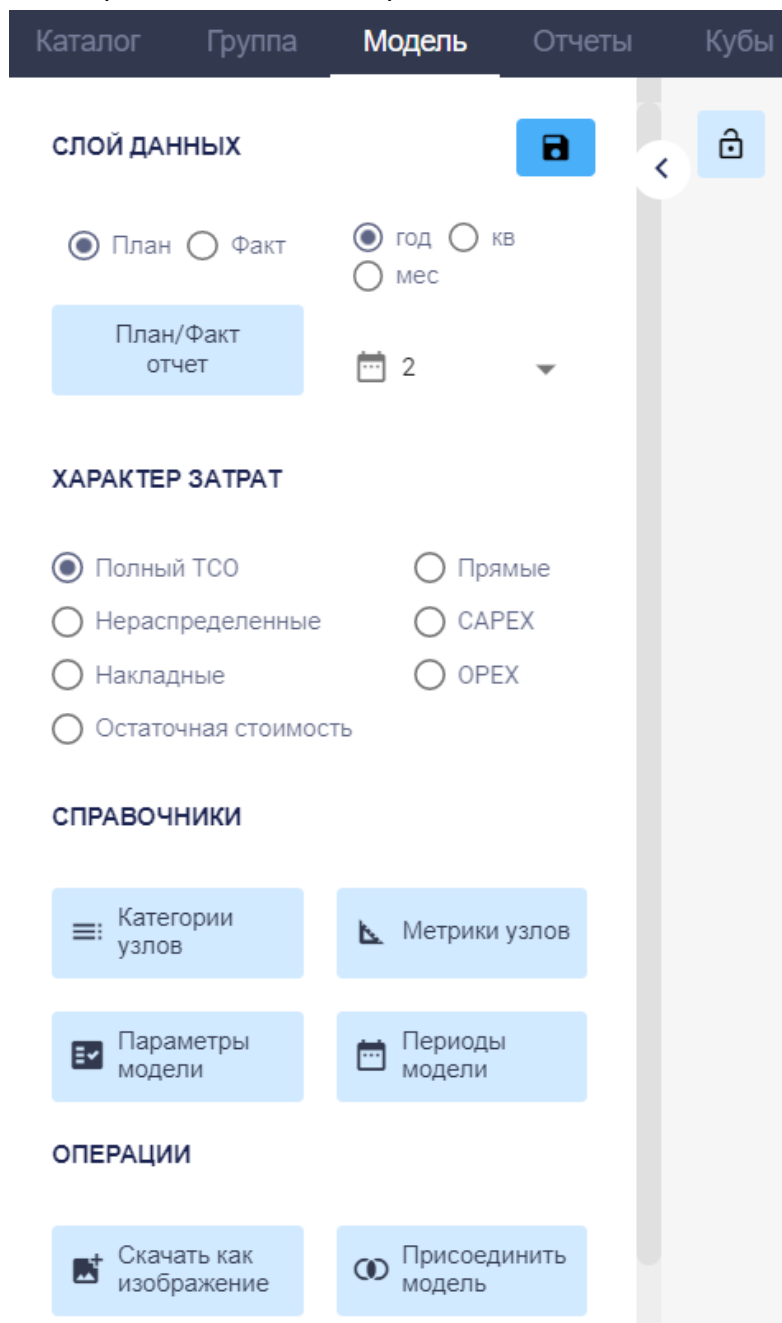 Каталог Группа Модель Отчеты Кубы
СЛОЙ ДАННЫХ
План Факт
год кв
мес
План/Факт
отчет
2
ХАРАКТЕР ЗАТРАТ
Полный ТСО Прямые
Нераспределенные CAPEX
Накладные OPEX
Остаточная стоимость
СПРАВОЧНИКИ
Категории
узлов
Метрики узлов
Параметры
модели
Периоды
модели
ОПЕРАЦИИ
Скачать как
изображение
Присоединить
модель